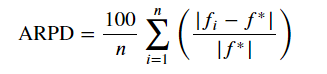 ARPD = \frac{100}{n} \sum_{i=1}^{n} \left( \frac{|f_i - f^*|}{|f^*|} \right)